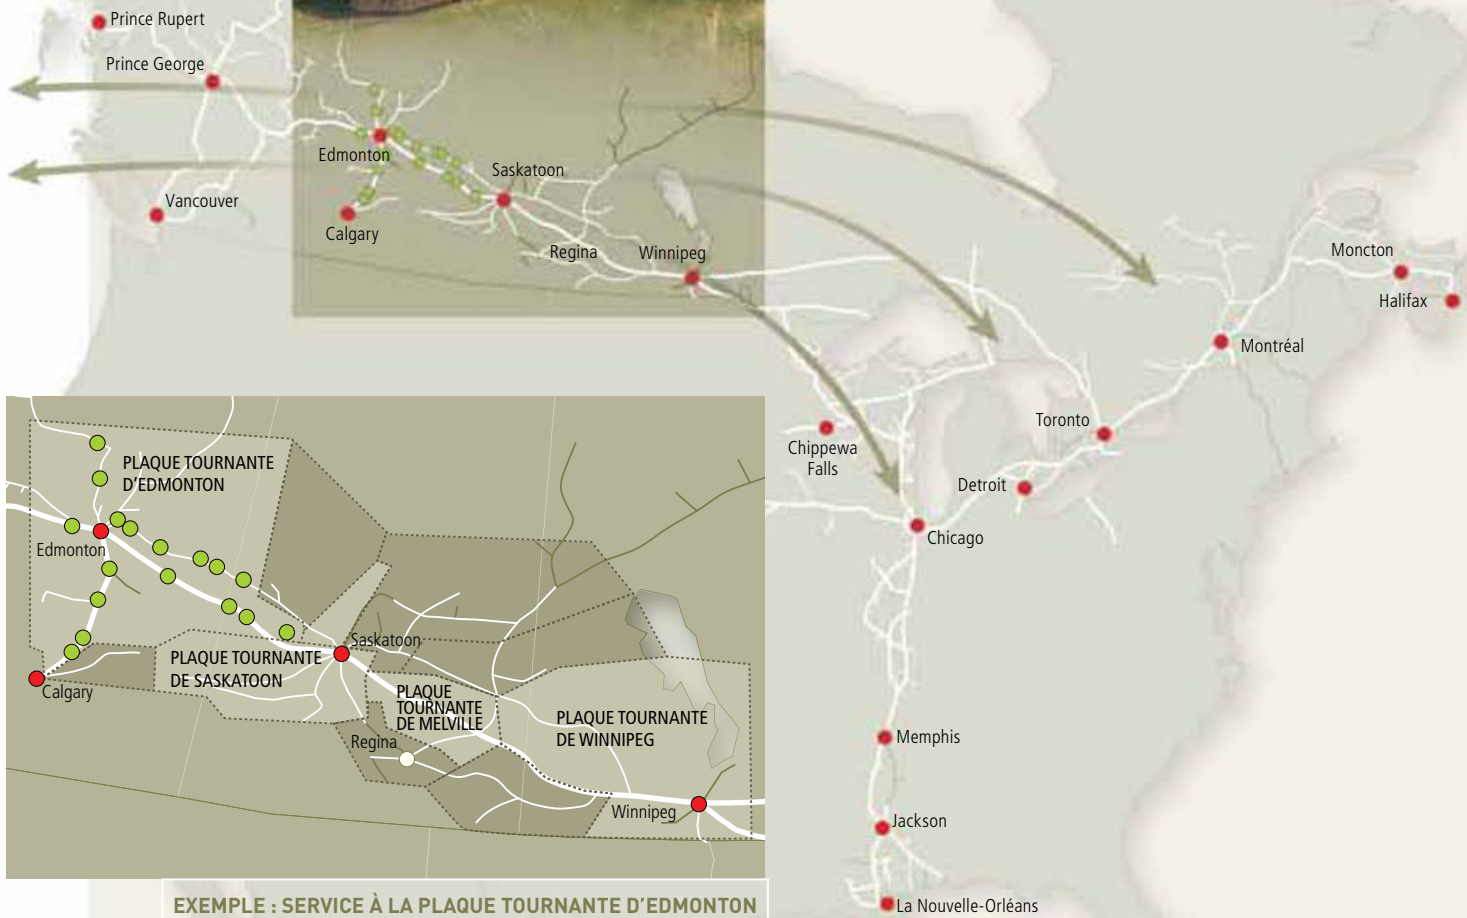 Prince Rupert
Prince George
Edmonton
Saskatoon
Vancouver
Calgary
Regina
Winnipeg
Moncton
Halifax
Montréal
Toronto
Chippewa
Falls
Detroit
Chicago
Memphis
Jackson
La Nouvelle-Orléans
PLAQUE TOURNANTE
D’EDMONTON
Edmonton
Saskatoon
PLAQUE TOURNANTE
DE SASKATOON
Calgary
PLAQUE
TOURNANTE
DE MELVILLE
PLAQUE TOURNANTE
DE WINNIPEG
Regina
Winnipeg
EXEMPLE : SERVICE À LA PLAQUE TOURNANTE D’EDMONTON